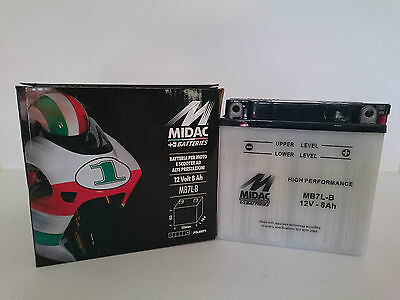 1
MIDAC
BATTERIES
BATTERIA PER MOTO
E SCOOTER AD
ALTE PRESTAZIONI
12 Volt 8 Ah
MB7L-B
UPPER LEVEL
LOWER LEVEL
HIGH PERFORMANCE
MIDAC
BATTERIES
MB7L-B
12V - 8Ah